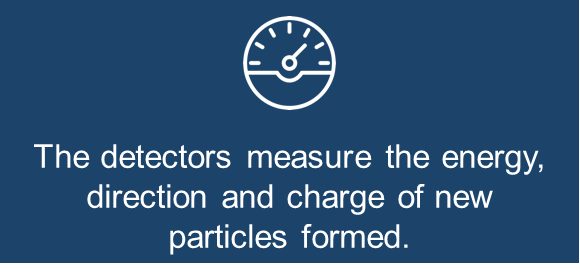 The detectors measure the energy,
direction and charge of new
particles formed.